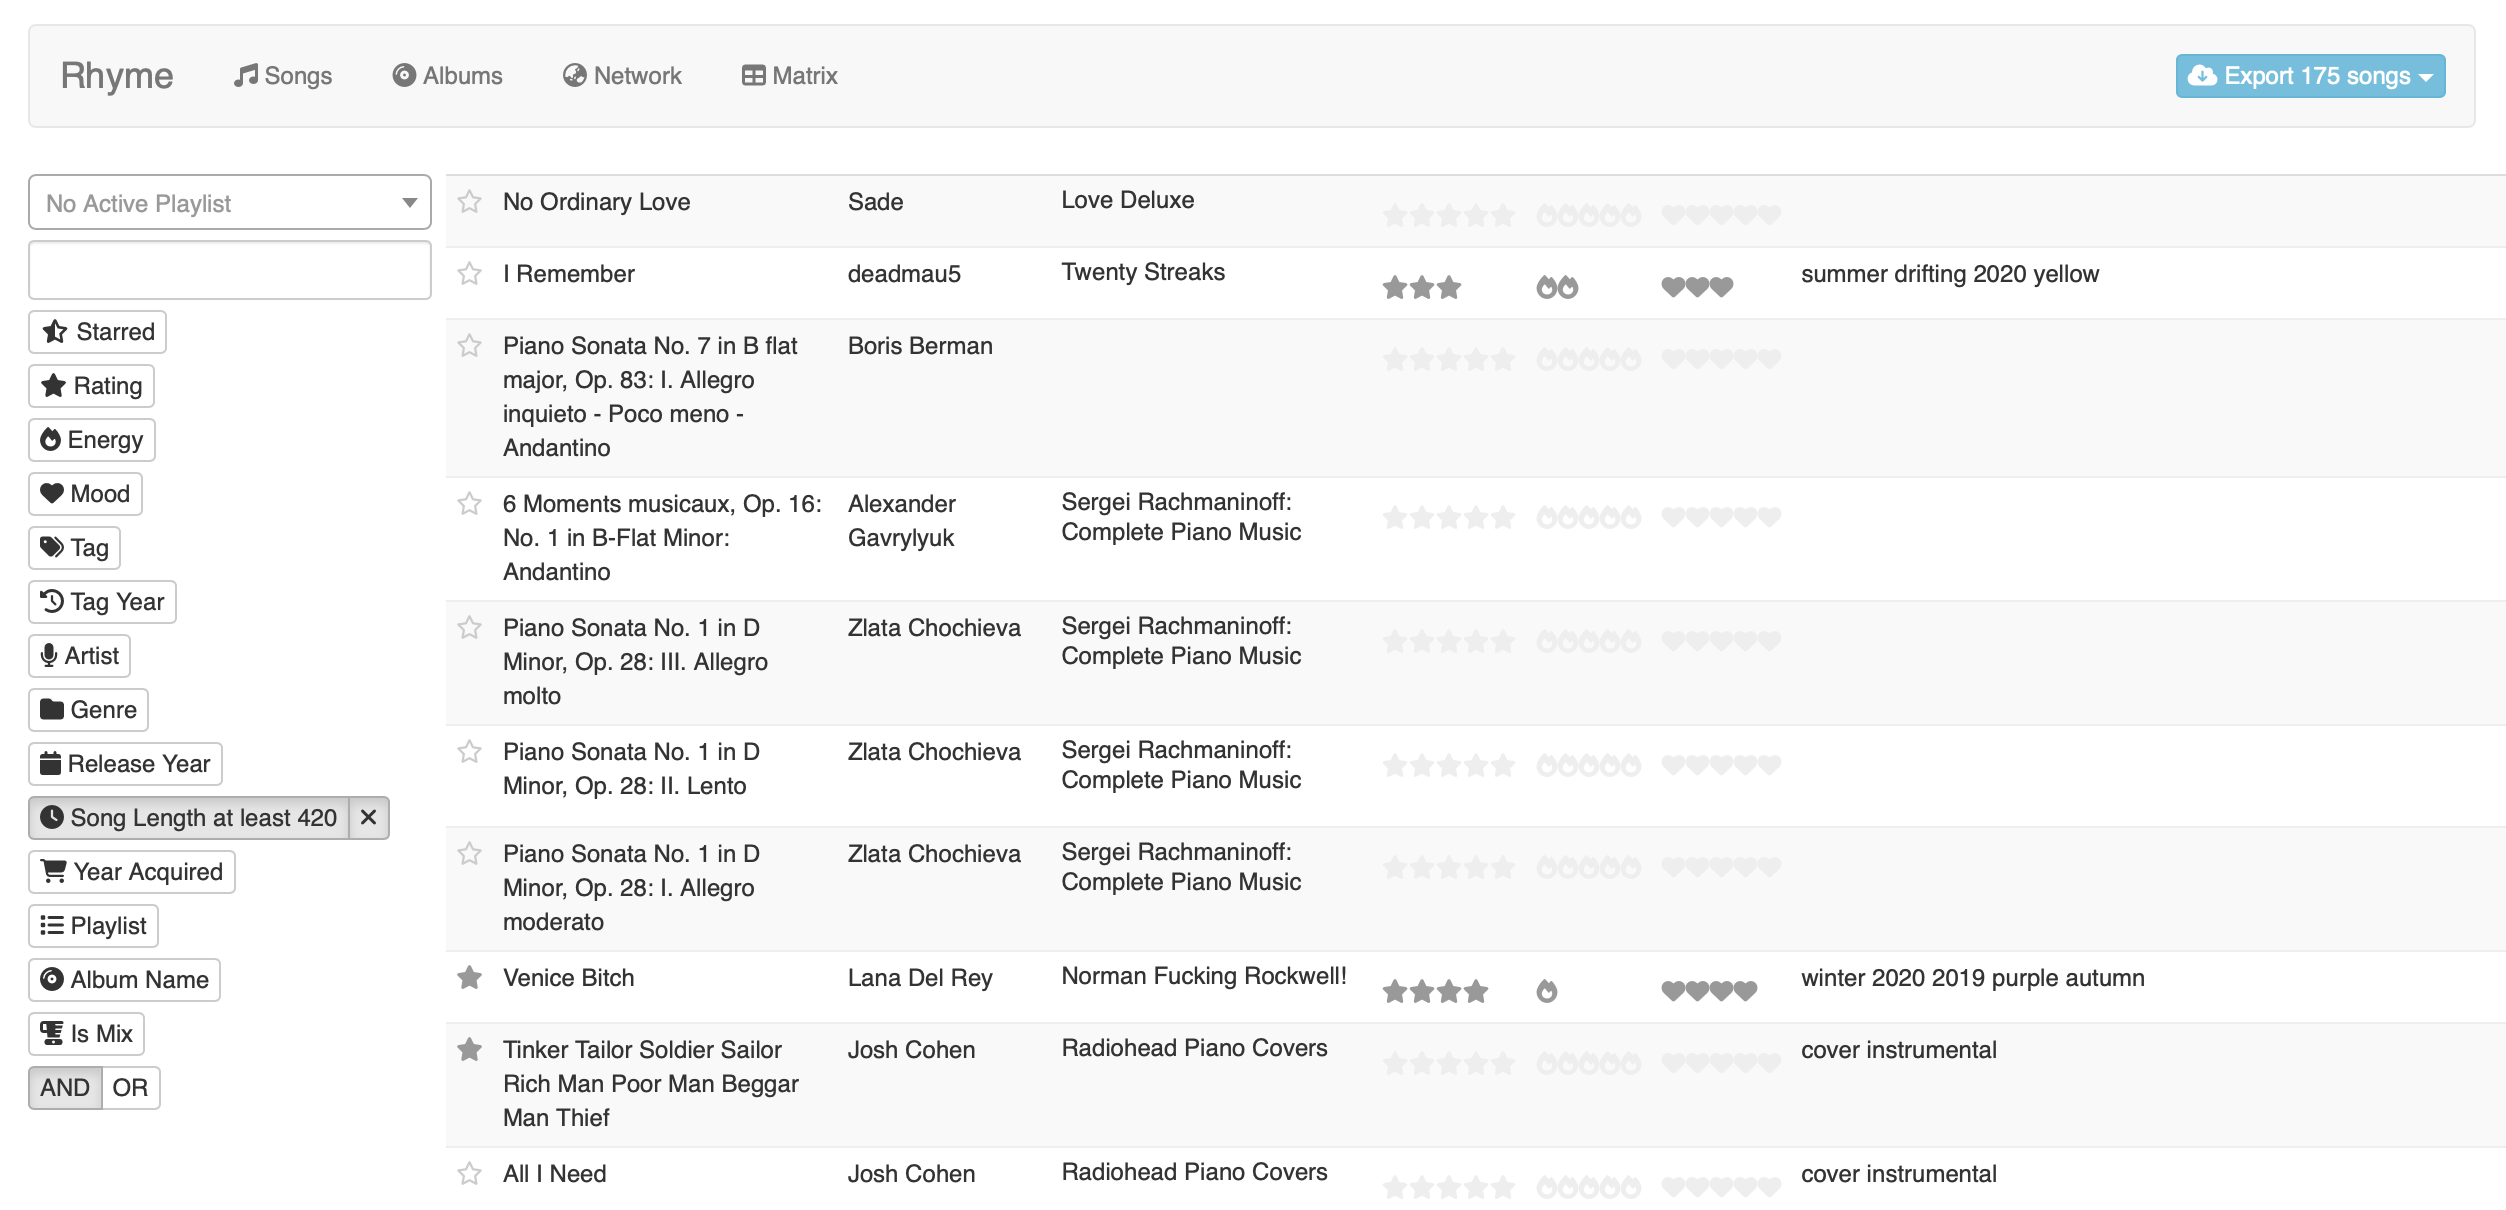 Rhyme
Songs
Albums
Network
Matrix
Export 175 songs
No Active Playlist
Starred
Rating
Energy
Mood
Tag
Tag Year
Artist
Genre
Release Year
Song Length at least 420
Year Acquired
Playlist
Album Name
Is Mix
AND OR
No Ordinary Love
Sade
Love Deluxe
I Remember
deadmau5
Twenty Streaks
summer drifting 2020 yellow
Piano Sonata No. 7 in B flat
major, Op. 83: I. Allegro
inquieto - Poco meno -
Andantino
Boris Berman
6 Moments musicaux, Op. 16:
No. 1 in B-Flat Minor:
Andantino
Alexander
Gavrylyuk
Sergei Rachmaninoff:
Complete Piano Music
Piano Sonata No. 1 in D
Minor, Op. 28: III. Allegro
molto
Zlata Chochieva
Sergei Rachmaninoff:
Complete Piano Music
Piano Sonata No. 1 in D
Minor, Op. 28: II. Lento
Zlata Chochieva
Sergei Rachmaninoff:
Complete Piano Music
Piano Sonata No. 1 in D
Minor, Op. 28: I. Allegro
moderato
Zlata Chochieva
Sergei Rachmaninoff:
Complete Piano Music
Venice Bitch
Lana Del Rey
Norman Fucking Rockwell!
winter 2020 2019 purple autumn
Tinker Tailor Soldier Sailor
Rich Man Poor Man Beggar
Man Thief
Josh Cohen
Radiohead Piano Covers
cover instrumental
All I Need
Josh Cohen
Radiohead Piano Covers
cover instrumental